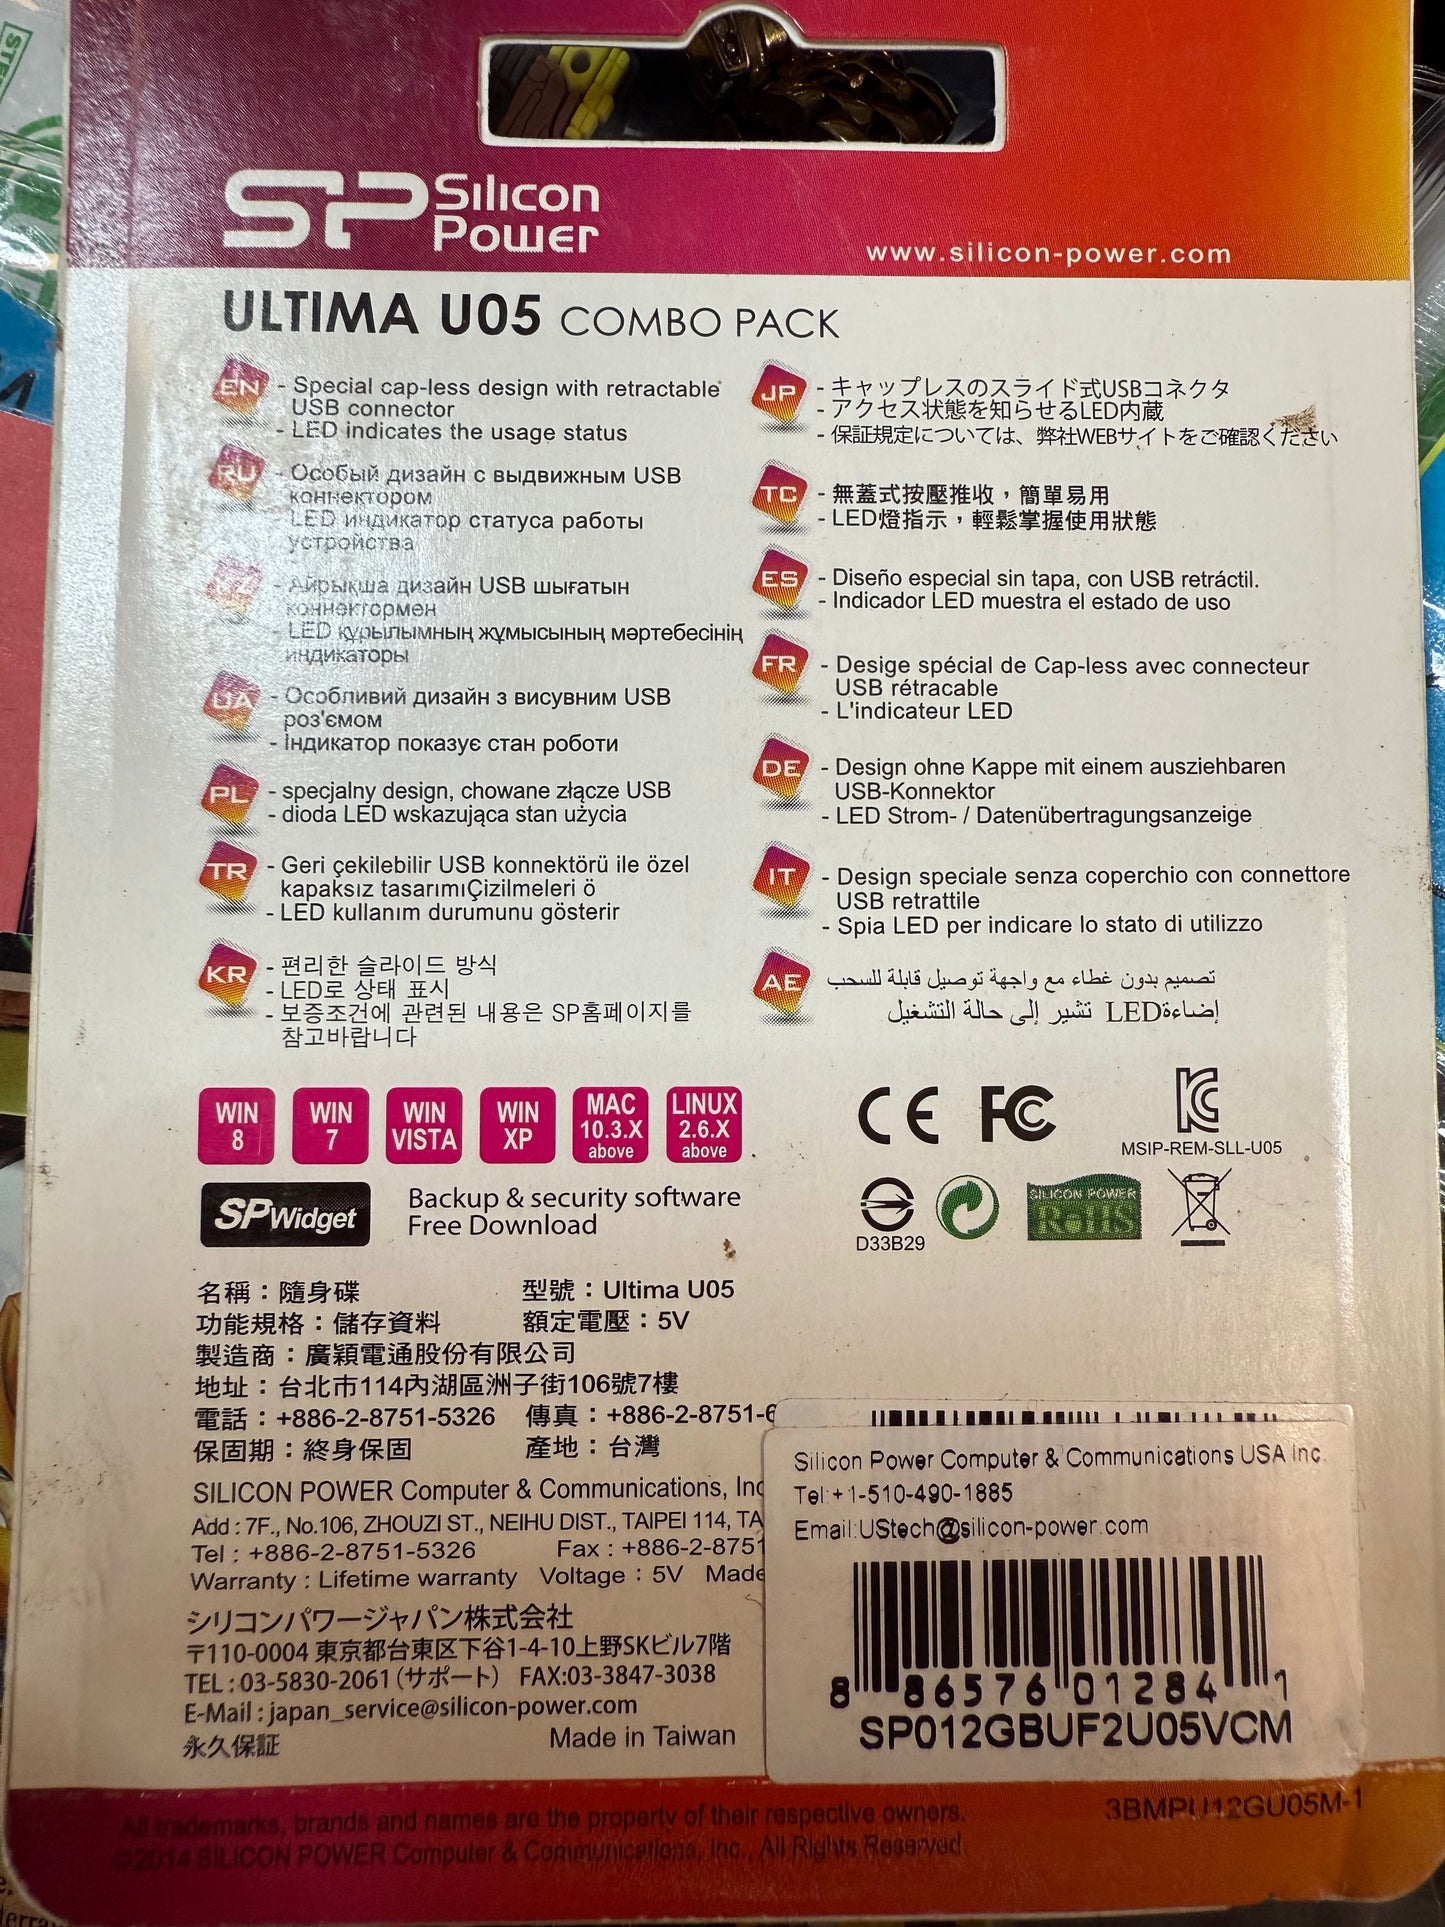 SP Silicon Power
www.silicon-power.com
ULTIMA U05 COMBO PACK
EN
- Special cap-less design with retractable
USB connector
- LED indicates the usage status
RU
- Особый дизайн с выдвижным USB
коннектором
LED индикатор статуса работы
устройства
- Айрықша дизайн USB шығатын
коннектормен
- LED құрылымның жұмысының мәртебесінің
индикаторы
UA
- Особливий дизайн з висувним USB
роз'ємом
- Індикатор показує стан роботи
PL
- specjalny design, chowane złącze USB
- dioda LED wskazująca stan użycia
TR
- Geri çekilebilir USB konnektörü ile özel
kapaksız tasarımıÇizilmeleri ö
- LED kullanım durumunu gösterir
KR
- 편리한 슬라이드 방식
- LED로 상태 표시
- 보증조건에 관련된 내용은 SP홈페이지를
참고바랍니다
JP
- キャップレスのスライド式USBコネクタ
- アクセス状態を知らせるLED内蔵
- 保証規定については、弊社WEBサイトをご確認ください
TC
- 無蓋式按壓推收，簡單易用
- LED燈指示，輕鬆掌握使用狀態
ES
- Diseño especial sin tapa, con USB retráctil.
- Indicador LED muestra el estado de uso
FR
- Desige spécial de Cap-less avec connecteur
USB rétracable
- L'indicateur LED
DE
- Design ohne Kappe mit einem ausziehbaren
USB-Konnektor
- LED Strom- / Datenübertragungsanzeige
IT
- Design speciale senza coperchio con connettore
USB retrattile
- Spia LED per indicare lo stato di utilizzo
AE
تصميم بدون غطاء مع واجهة توصيل قابلة للسحب
إضاءةLED تشير إلى حالة التشغيل
WIN 8
WIN 7
WIN VISTA
WIN XP
MAC 10.3.X above
LINUX 2.6.X above
CE FC
MSIP-REM-SLL-U05
SP Widget
Backup & security software
Free Download
D33B29
SILICON POWER
RoHS
名稱：隨身碟 型號：Ultima U05
功能規格：儲存資料 額定電壓：5V
製造商：廣穎電通股份有限公司
地址：台北市114內湖區洲子街106號7樓
電話：+886-2-8751-5326 傳真：+886-2-8751-6
保固期：終身保固 產地：台灣
SILICON POWER Computer & Communications, Inc
Add : 7F., No.106, ZHOUZI ST., NEIHU DIST., TAIPEI 114, TA
Tel : +886-2-8751-5326 Fax : +886-2-8751
Warranty : Lifetime warranty Voltage : 5V Made
シリコンパワージャパン株式会社
〒110-0004 東京都台東区下谷1-4-10上野SKビル7階
TEL : 03-5830-2061（サポート） FAX:03-3847-3038
E-Mail : japan_service@silicon-power.com
永久保証 Made in Taiwan
Silicon Power Computer & Communications USA Inc.
Tel:+1-510-490-1885
Email:UStech@silicon-power.com
8 86576 01284 1
SP012GBUF2U05VCM
All trademarks, brands and names are the property of their respective owners.
©2014 SILICON POWER Computer & Communications, Inc., All Rights Reserved
3BMPU12GU05M-1